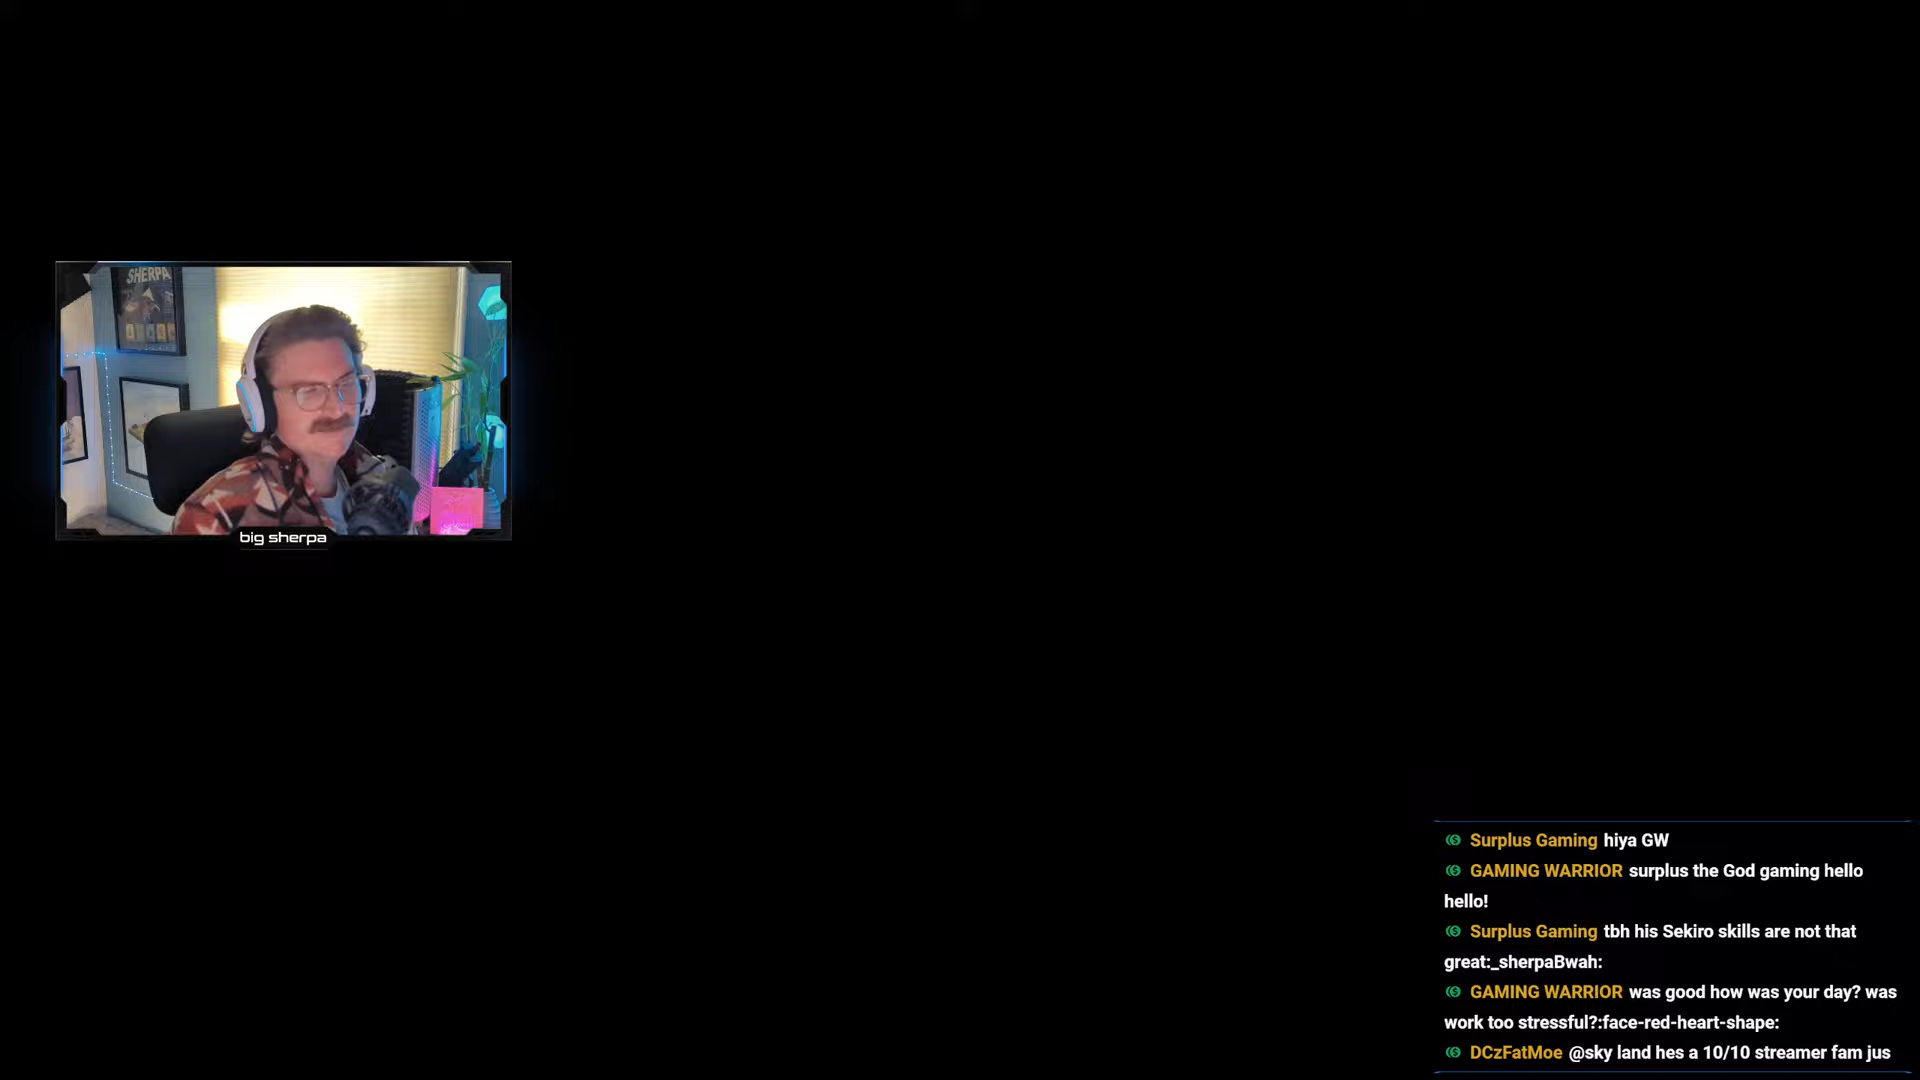 SHERPA
big sherpa
Surplus Gaming hiya GW
GAMING WARRIOR surplus the God gaming hello
hello!
Surplus Gaming tbh his Sekiro skills are not that
great:_sherpaBwah:
GAMING WARRIOR was good how was your day? was
work too stressful?:face-red-heart-shape:
DCzFatMoe @sky land hes a 10/10 streamer fam jus